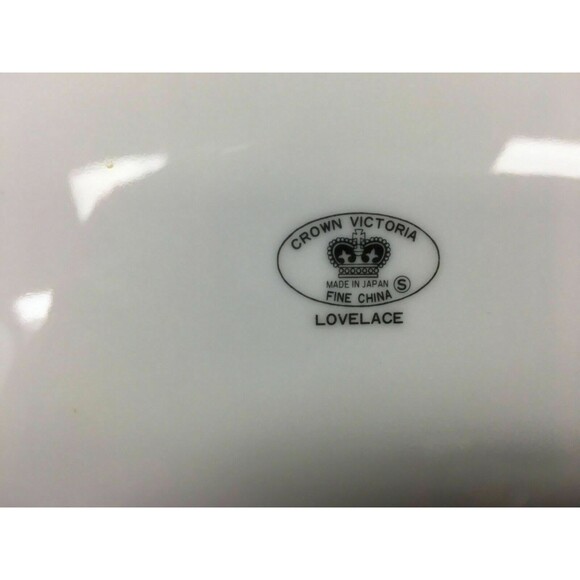 CROWN VICTORIA
MADE IN JAPAN
S
FINE CHINA
LOVELACE